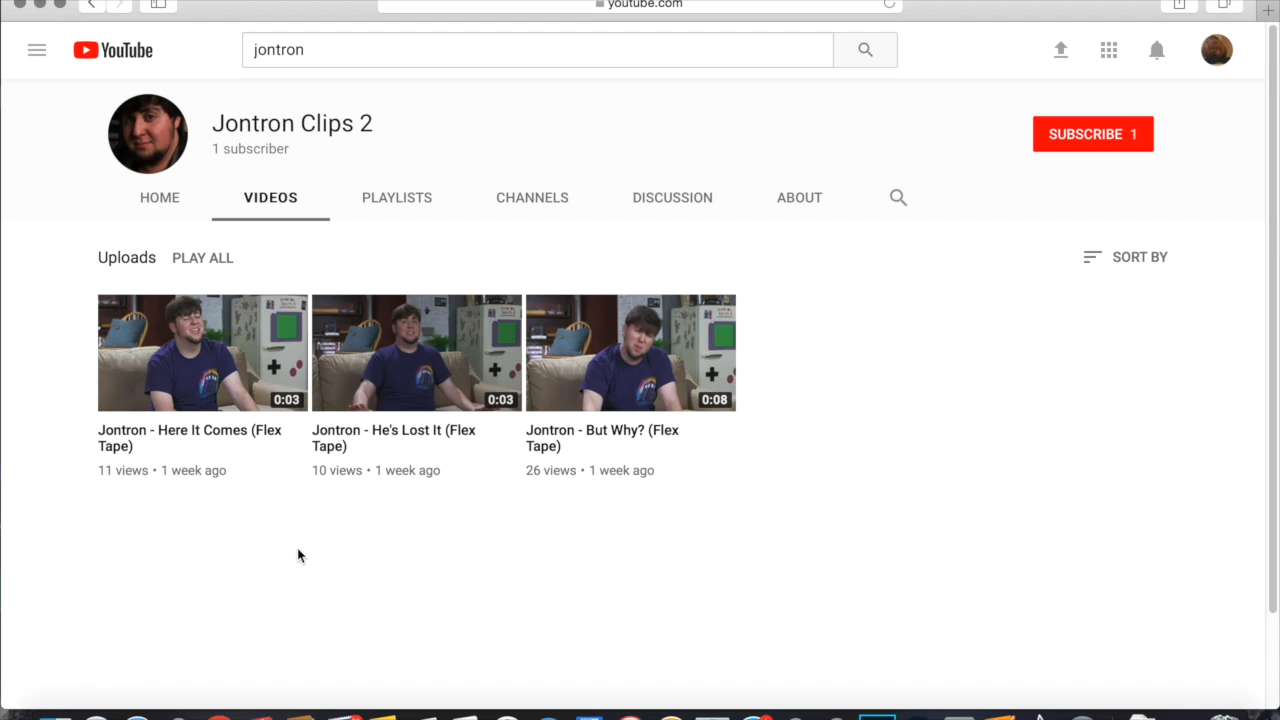 youtube.com
YouTube
jontron
Jontron Clips 2
1 subscriber
SUBSCRIBE 1
HOME VIDEOS PLAYLISTS CHANNELS DISCUSSION ABOUT
Uploads PLAY ALL SORT BY
0:03 0:03 0:08
Jontron - Here It Comes (Flex
Tape)
11 views • 1 week ago
Jontron - He's Lost It (Flex
Tape)
10 views • 1 week ago
Jontron - But Why? (Flex
Tape)
26 views • 1 week ago